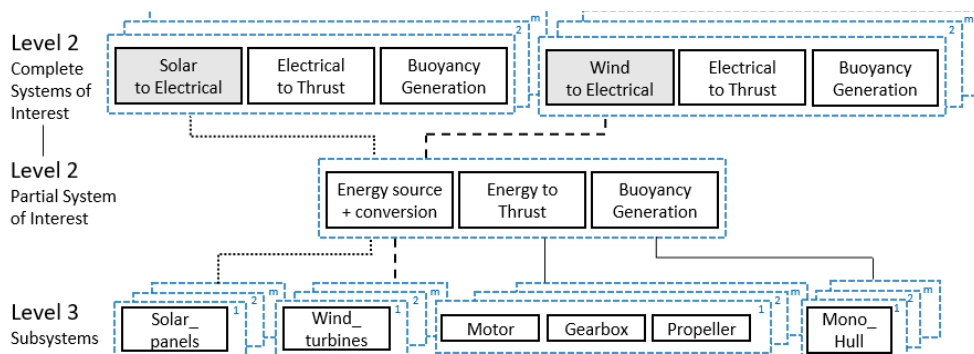 m
m
2
2
Level 2
Complete
Systems of
Interest
Solar
to Electrical
Electrical
to Thrust
Buoyancy
Generation
Wind
to Electrical
Electrical
to Thrust
Buoyancy
Generation
Level 2
Partial System
of Interest
Energy source
+ conversion
Energy to
Thrust
Buoyancy
Generation
Level 3
Subsystems
m
2
1
Solar_
panels
m
2
1
Wind_
turbines
m
2
1
Motor
Gearbox
Propeller
m
2
1
Mono_
Hull